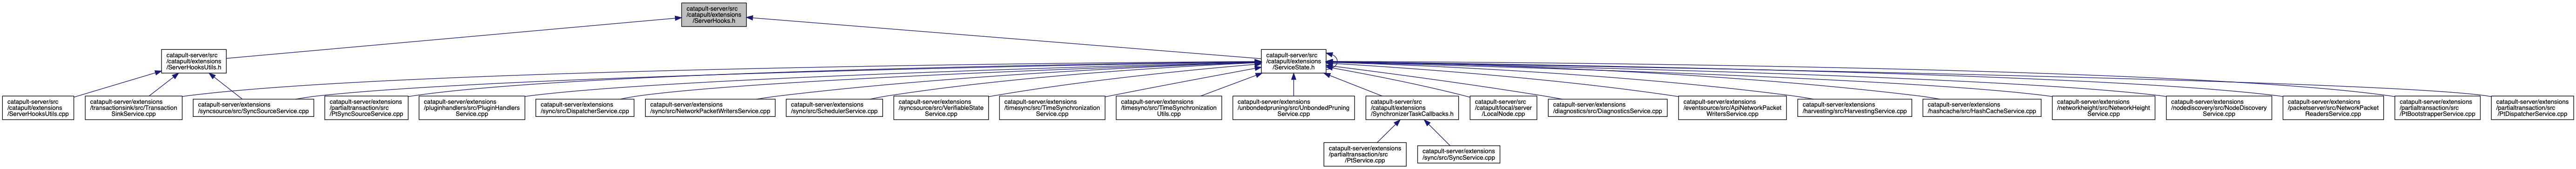 catapult-server/src
/catapult/extensions
/ServerHooks.h
catapult-server/src
/catapult/extensions
/ServerHooksUtils.h
catapult-server/src
/catapult/extensions
/ServiceState.h
catapult-server/src
/catapult/extensions
/ServerHooksUtils.cpp
catapult-server/extensions
/transactionsink/src/Transaction
SinkService.cpp
catapult-server/extensions
/syncsource/src/SyncSourceService.cpp
catapult-server/extensions
/partialtransaction/src
/PtSyncSourceService.cpp
catapult-server/extensions
/pluginhandlers/src/PluginHandlers
Service.cpp
catapult-server/extensions
/sync/src/DispatcherService.cpp
catapult-server/extensions
/sync/src/NetworkPacketWritersService.cpp
catapult-server/extensions
/sync/src/SchedulerService.cpp
catapult-server/extensions
/syncsource/src/VerifiableState
Service.cpp
catapult-server/extensions
/timesync/src/TimeSynchronization
Service.cpp
catapult-server/extensions
/timesync/src/TimeSynchronization
Utils.cpp
catapult-server/extensions
/unbondedpruning/src/UnbondedPruning
Service.cpp
catapult-server/src
/catapult/extensions
/SynchronizerTaskCallbacks.h
catapult-server/src
/catapult/local/server
/LocalNode.cpp
catapult-server/extensions
/diagnostics/src/DiagnosticsService.cpp
catapult-server/extensions
/eventsource/src/ApiNetworkPacket
WritersService.cpp
catapult-server/extensions
/harvesting/src/HarvestingService.cpp
catapult-server/extensions
/hashcache/src/HashCacheService.cpp
catapult-server/extensions
/networkheight/src/NetworkHeight
Service.cpp
catapult-server/extensions
/nodediscovery/src/NodeDiscovery
Service.cpp
catapult-server/extensions
/packetserver/src/NetworkPacket
ReadersService.cpp
catapult-server/extensions
/partialtransaction/src
/PtBootstrapperService.cpp
catapult-server/extensions
/partialtransaction/src
/PtDispatcherService.cpp
catapult-server/extensions
/partialtransaction/src
/PtService.cpp
catapult-server/extensions
/sync/src/SyncService.cpp